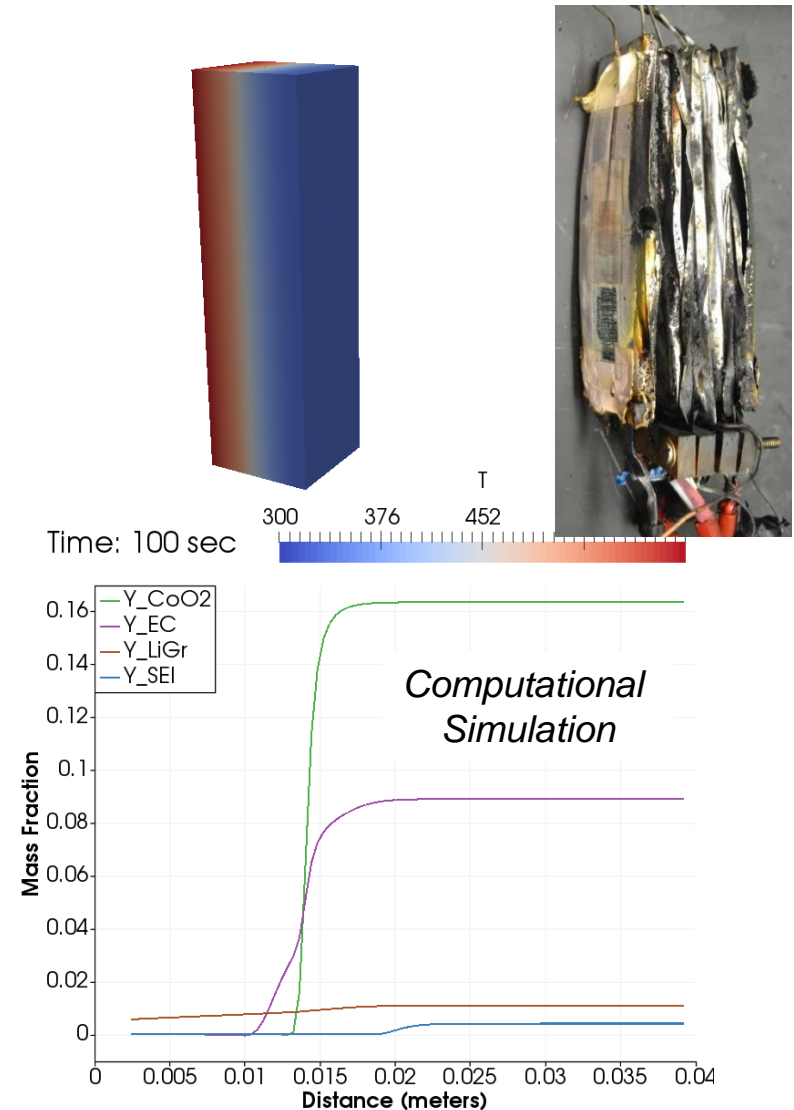 T
300 376 452
Time: 100 sec
Y_CoO2
Y_EC
Y_LiGr
Y_SEI
Computational
Simulation
Mass Fraction
0.16
0.14
0.12
0.1
0.08
0.06
0.04
0.02
0
0 0.005 0.01 0.015 0.02 0.025 0.03 0.035 0.04
Distance (meters)